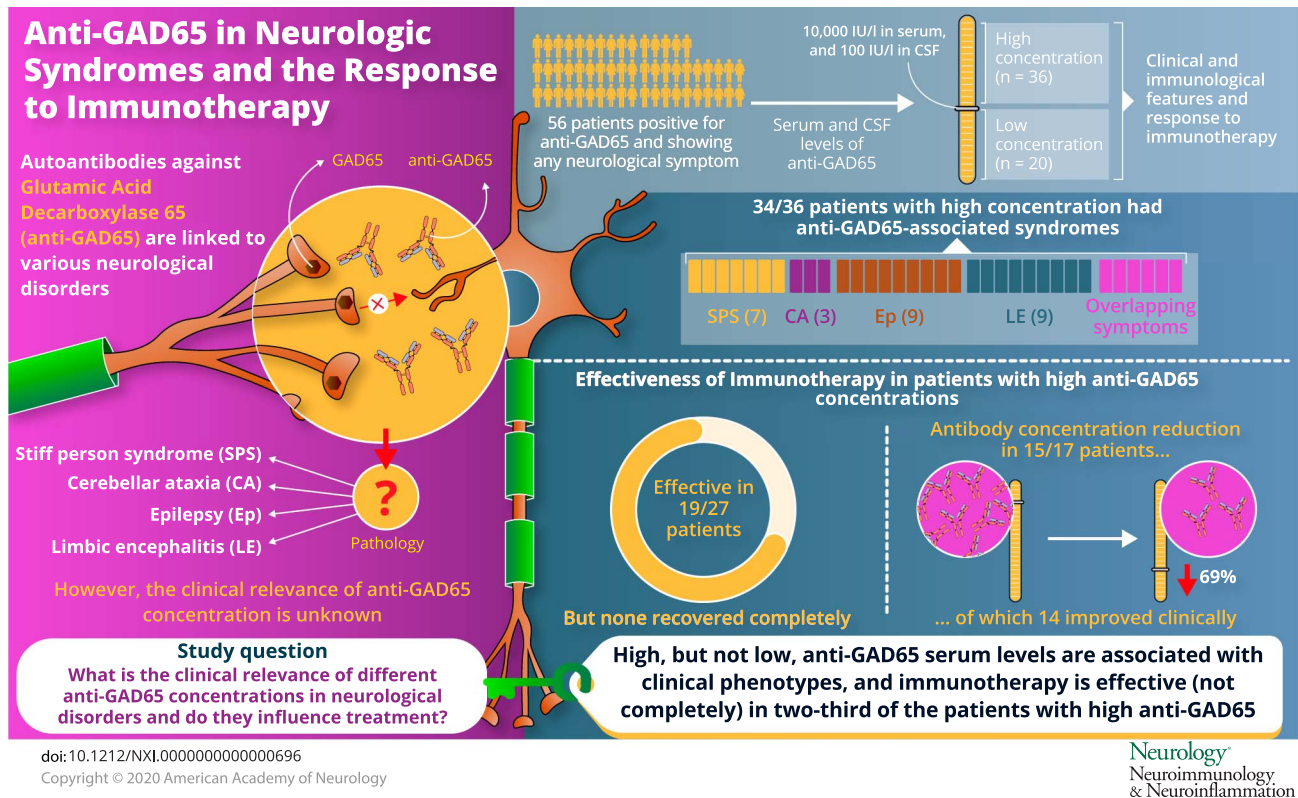 Anti-GAD65 in Neurologic
Syndromes and the Response
to Immunotherapy
Autoantibodies against
Glutamic Acid
Decarboxylase 65
(anti-GAD65) are linked to
various neurological
disorders
GAD65
anti-GAD65
Stiff person syndrome (SPS)
Cerebellar ataxia (CA)
Epilepsy (Ep)
Limbic encephalitis (LE)
?
Pathology
However, the clinical relevance of anti-GAD65
concentration is unknown
Study question
What is the clinical relevance of different
anti-GAD65 concentrations in neurological
disorders and do they influence treatment?
56 patients positive for
anti-GAD65 and showing
any neurological symptom
Serum and CSF
levels of
anti-GAD65
10,000 IU/l in serum,
and 100 IU/l in CSF
High
concentration
(n = 36)
Low
concentration
(n = 20)
Clinical and
immunological
features and
response to
immunotherapy
34/36 patients with high concentration had
anti-GAD65-associated syndromes
SPS (7)
CA (3)
Ep (9)
LE (9)
Overlapping
symptoms
Effectiveness of Immunotherapy in patients with high anti-GAD65
concentrations
Effective in
19/27
patients
But none recovered completely
Antibody concentration reduction
in 15/17 patients...
69%
... of which 14 improved clinically
High, but not low, anti-GAD65 serum levels are associated with
clinical phenotypes, and immunotherapy is effective (not
completely) in two-third of the patients with high anti-GAD65
doi:10.1212/NXI.0000000000000696
Copyright © 2020 American Academy of Neurology
Neurology®
Neuroimmunology
& Neuroinflammation